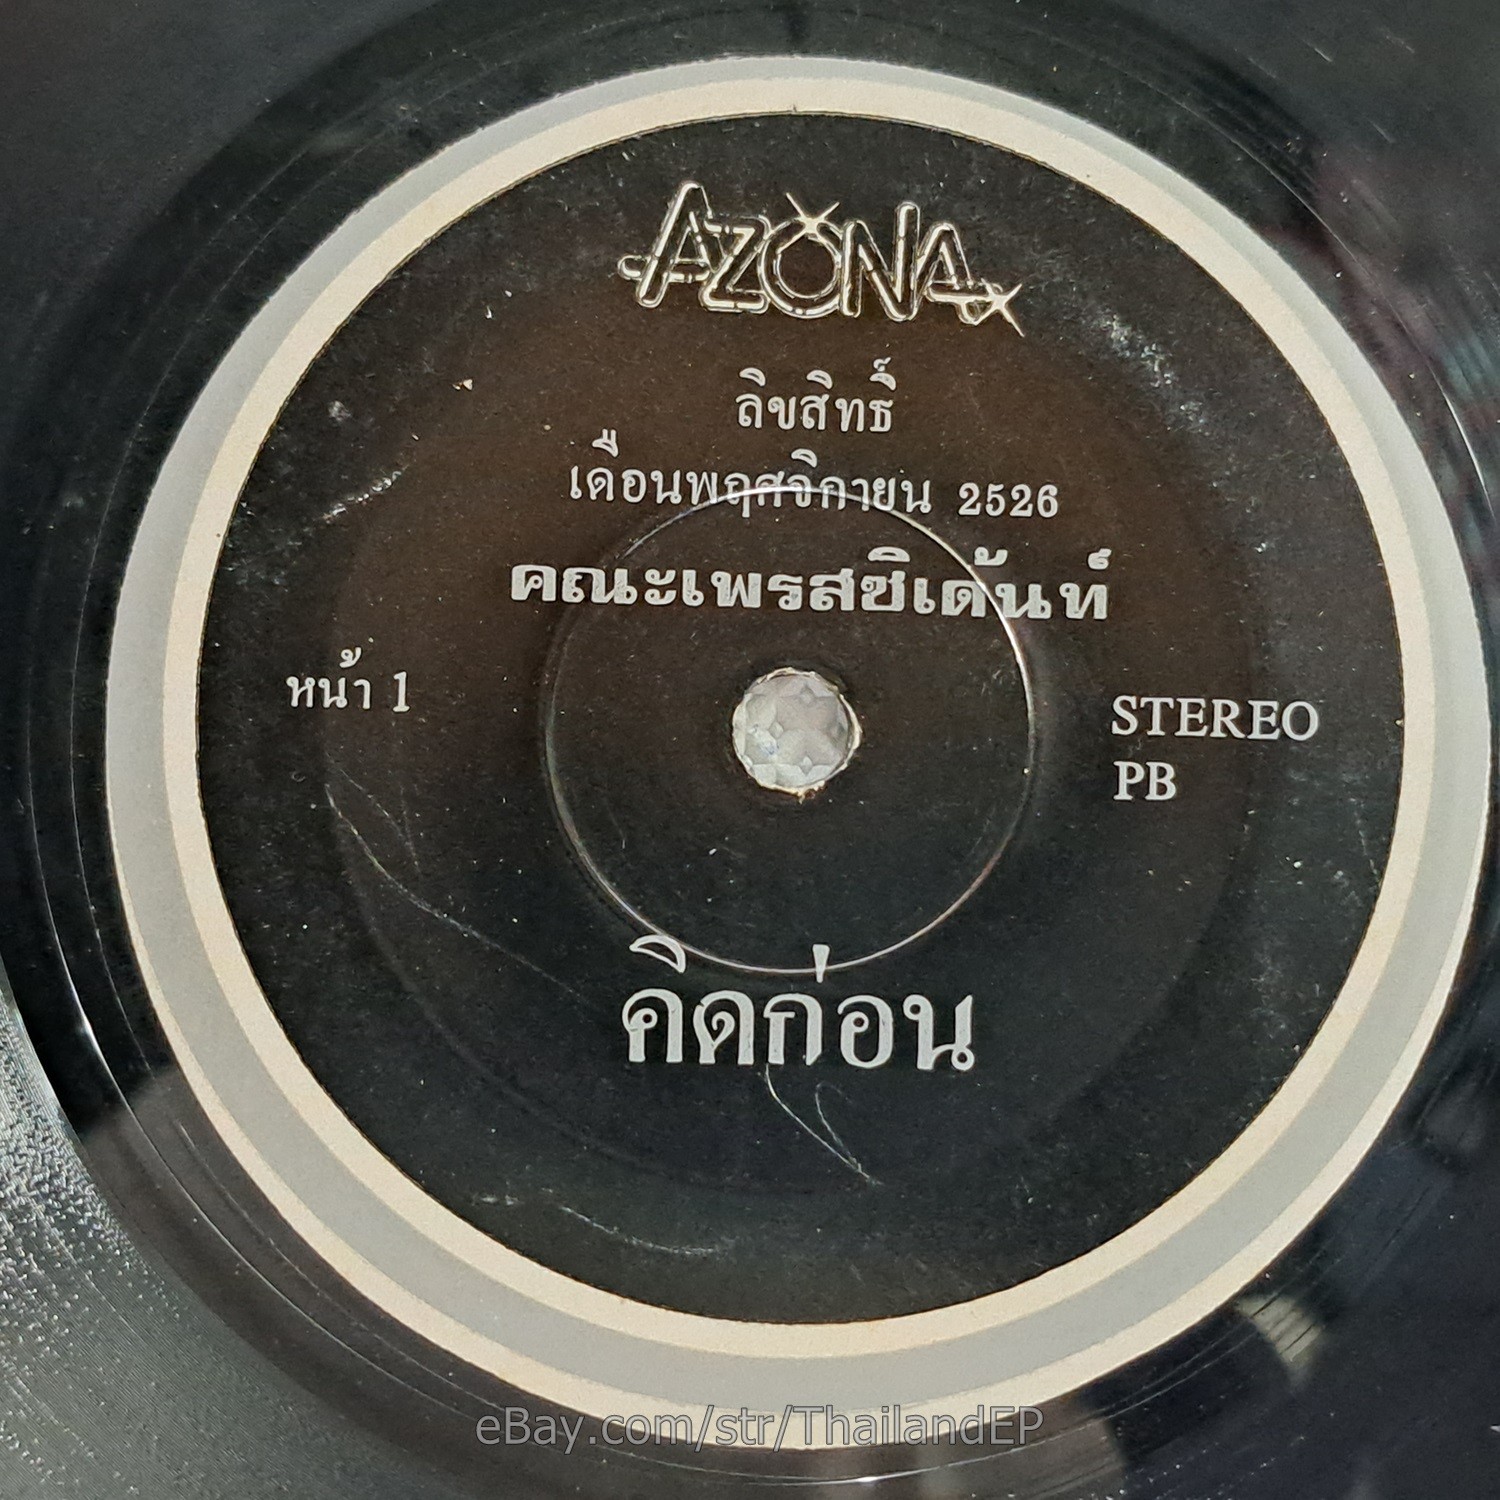 AZONA
ลิขสิทธิ์
เดือนพฤศจิกายน 2526
คณะเพรสซิเด้นท์
หน้า 1
STEREO
PB
คิดก่อน
eBay.com/str/ThailandEP